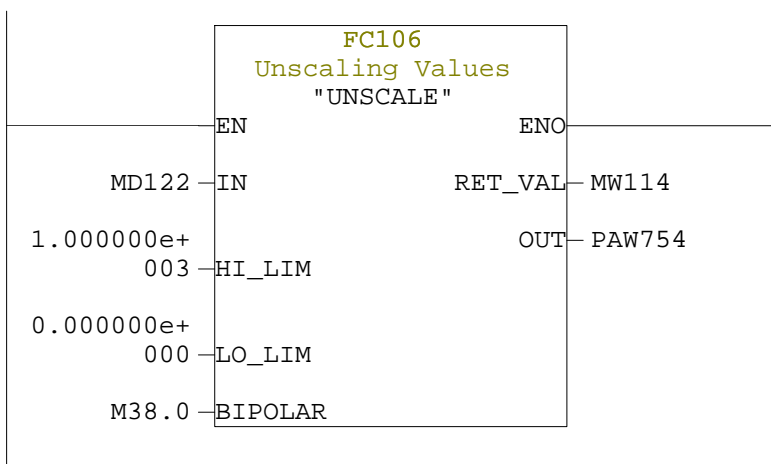 FC106
Unscaling Values
"UNSCALE"
EN ENO
MD122 IN RET_VAL MW114
1.000000e+ OUT PAW754
003 HI_LIM
0.000000e+
000 LO_LIM
M38.0 BIPOLAR